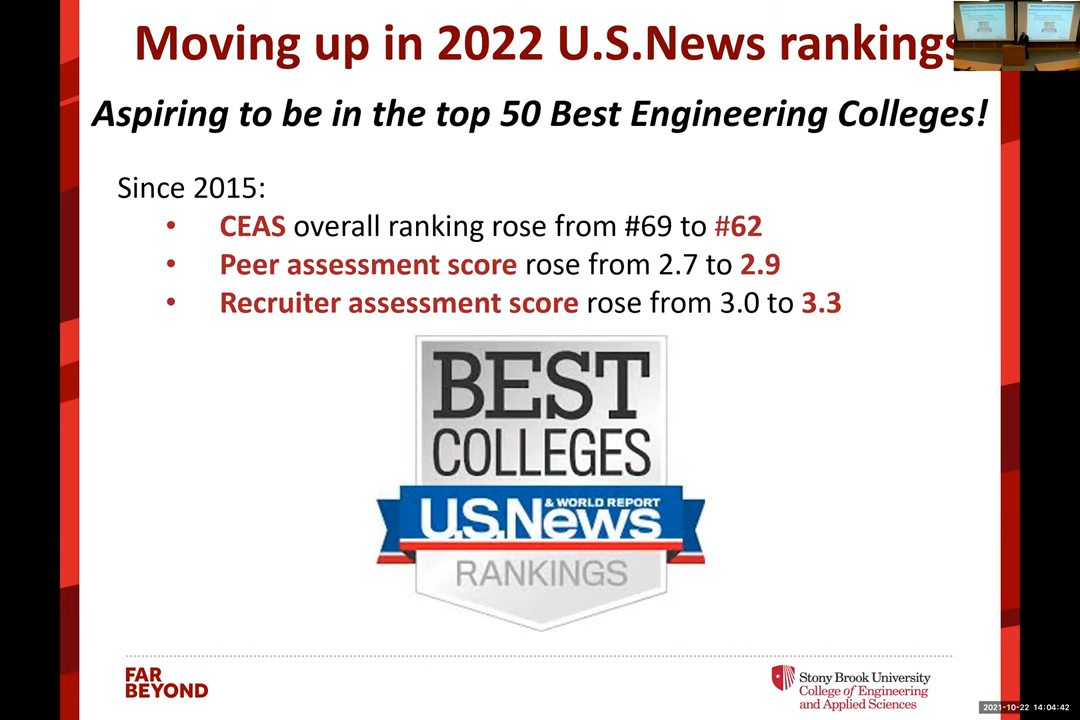 Moving up in 2022 U.S.News rankings
Aspiring to be in the top 50 Best Engineering Colleges!
Since 2015:
• CEAS overall ranking rose from #69 to #62
• Peer assessment score rose from 2.7 to 2.9
• Recruiter assessment score rose from 3.0 to 3.3
BEST
COLLEGES
& WORLD REPORT
U.S.News
RANKINGS
FAR
BEYOND
Stony Brook University
College of Engineering
and Applied Sciences
2021-10-22 14:04:42